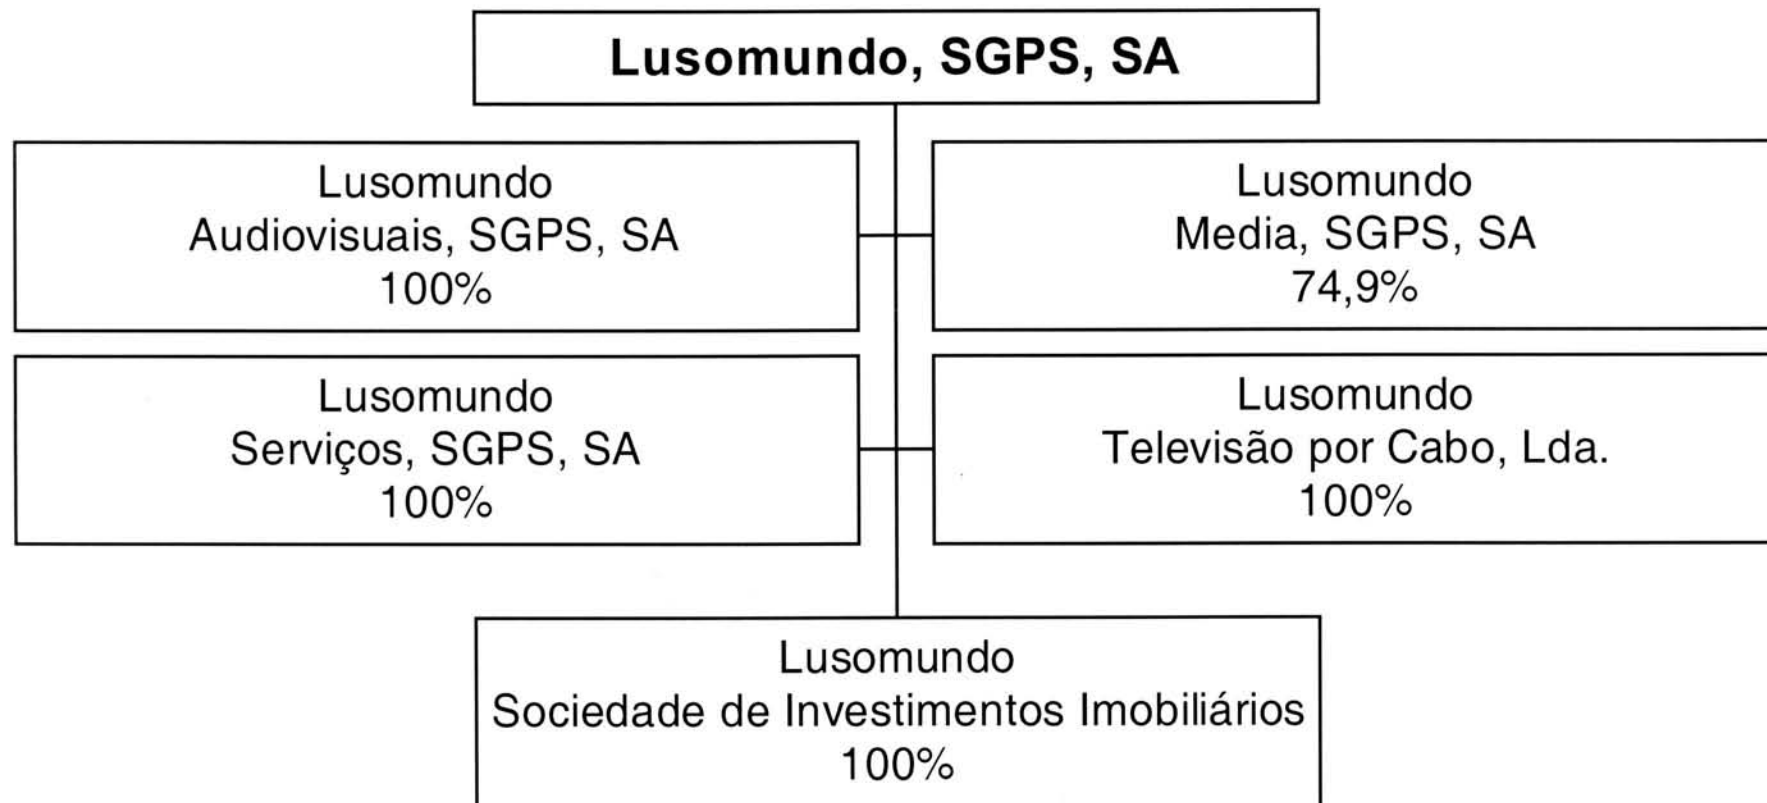 Lusomundo, SGPS, SA
Lusomundo
Audiovisuais, SGPS, SA
100%
Lusomundo
Media, SGPS, SA
74,9%
Lusomundo
Serviços, SGPS, SA
100%
Lusomundo
Televisão por Cabo, Lda.
100%
Lusomundo
Sociedade de Investimentos Imobiliários
100%